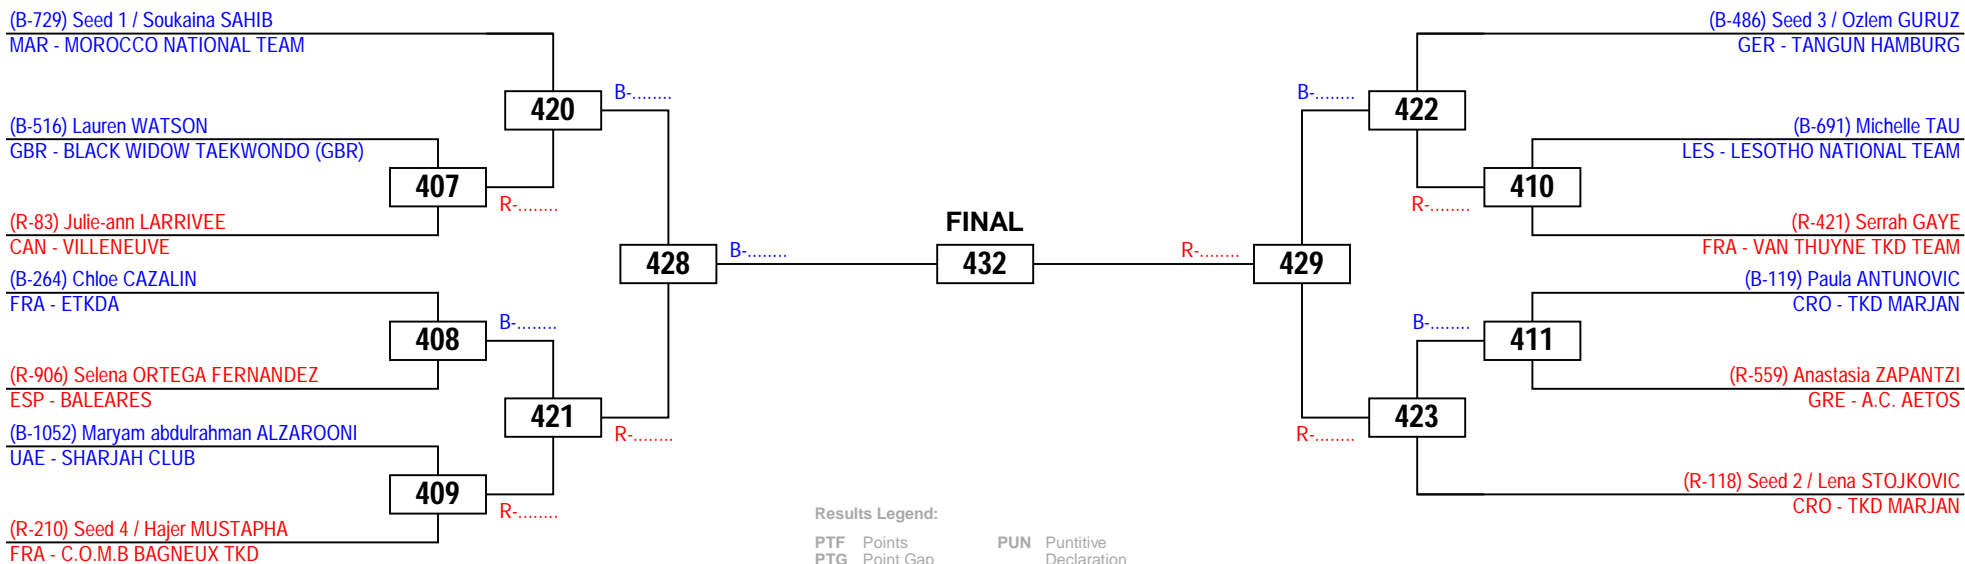 (B-729) Seed 1 / Soukaina SAHIB
MAR - MOROCCO NATIONAL TEAM
420
B-........
(B-516) Lauren WATSON
GBR - BLACK WIDOW TAEKWONDO (GBR)
407
R-........
(R-83) Julie-ann LARRIVEE
CAN - VILLENEUVE
428
B-........
(B-264) Chloe CAZALIN
FRA - ETKDA
408
B-........
(R-906) Selena ORTEGA FERNANDEZ
ESP - BALEARES
421
R-........
(B-1052) Maryam abdulrahman ALZAROONI
UAE - SHARJAH CLUB
409
R-........
(R-210) Seed 4 / Hajer MUSTAPHA
FRA - C.O.M.B BAGNEUX TKD
FINAL
432
(B-486) Seed 3 / Ozlem GURUZ
GER - TANGUN HAMBURG
B-........
422
(B-691) Michelle TAU
LES - LESOTHO NATIONAL TEAM
R-........
410
(R-421) Serrah GAYE
FRA - VAN THUYNE TKD TEAM
R-........
429
(B-119) Paula ANTUNOVIC
CRO - TKD MARJAN
B-........
411
(R-559) Anastasia ZAPANTZI
GRE - A.C. AETOS
R-........
423
(R-118) Seed 2 / Lena STOJKOVIC
CRO - TKD MARJAN
Results Legend:
PTF Points
PTG Point Gap
PUN Puntitive
Declaration